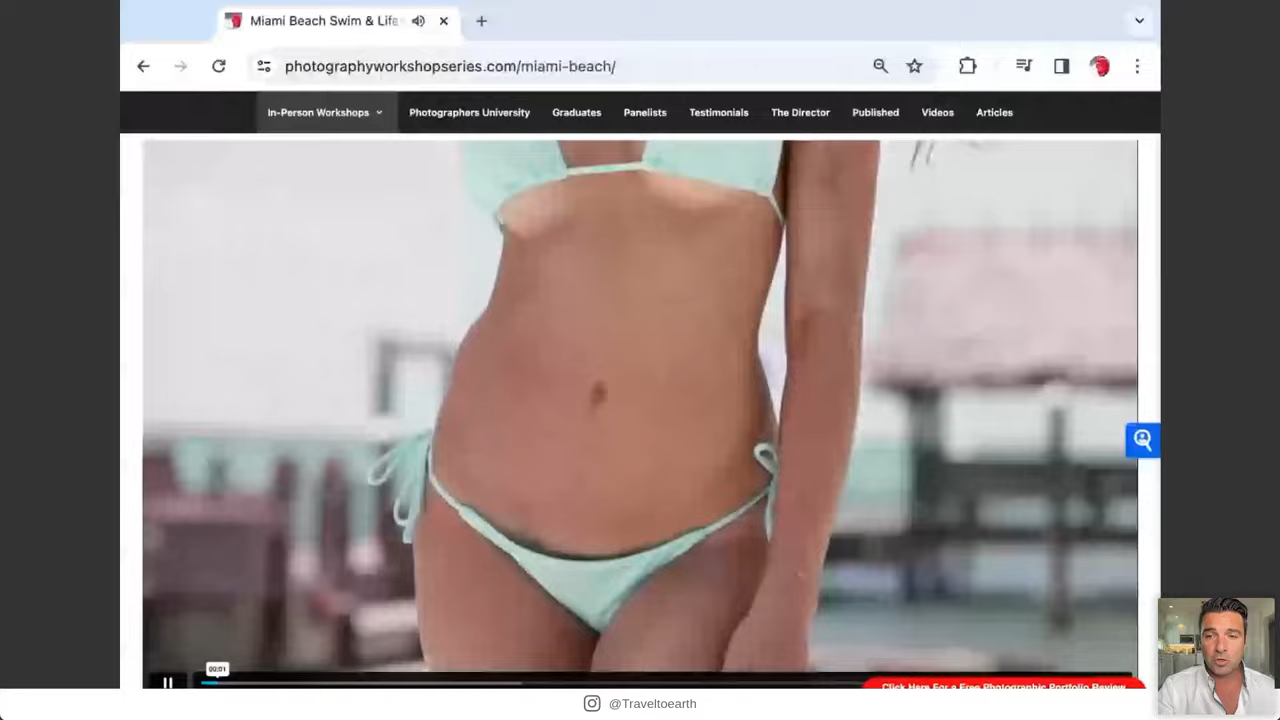 Miami Beach Swim & Life
photographyworkshopseries.com/miami-beach/
In-Person Workshops Photographers University Graduates Panelists Testimonials The Director Published Videos Articles
00:01
Click Here For a Free Photographic Portfolio Review
@Traveltoearth